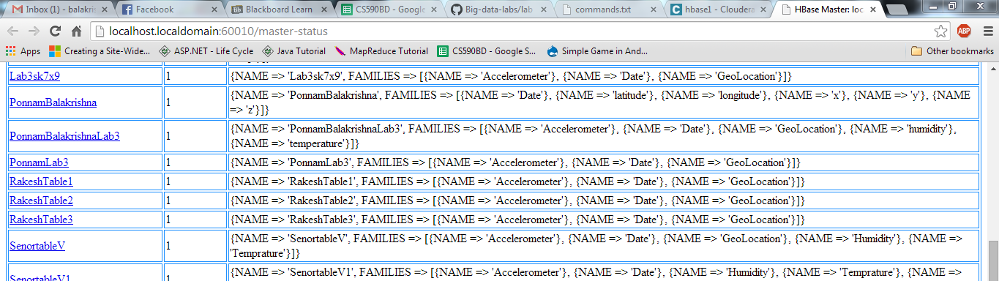 Inbox (1) - balakris
Facebook
Blackboard Learn
CS590BD - Google
Big-data-labs/lab
commands.txt
hbase1 - Cloudera
HBase Master: loc
localhost.localdomain:60010/master-status
ABP
Apps
Creating a Site-Wide...
ASP.NET - Life Cycle
Java Tutorial
MapReduce Tutorial
CS590BD - Google S...
Simple Game in And...
Other bookmarks
Lab3sk7x9 1 {NAME => 'Lab3sk7x9', FAMILIES => [{NAME => 'Accelerometer'}, {NAME => 'Date'}, {NAME => 'GeoLocation'}]}
PonnamBalakrishna 1 {NAME => 'PonnamBalakrishna', FAMILIES => [{NAME => 'Date'}, {NAME => 'latitude'}, {NAME => 'longitude'}, {NAME => 'x'}, {NAME => 'y'}, {NAME
=> 'z'}]}
PonnamBalakrishnaLab3 1 {NAME => 'PonnamBalakrishnaLab3', FAMILIES => [{NAME => 'Accelerometer'}, {NAME => 'Date'}, {NAME => 'GeoLocation'}, {NAME => 'humidity'},
{NAME => 'temperature'}]}
PonnamLab3 1 {NAME => 'PonnamLab3', FAMILIES => [{NAME => 'Accelerometer'}, {NAME => 'Date'}, {NAME => 'GeoLocation'}]}
RakeshTable1 1 {NAME => 'RakeshTable1', FAMILIES => [{NAME => 'Accelerometer'}, {NAME => 'Date'}, {NAME => 'GeoLocation'}]}
RakeshTable2 1 {NAME => 'RakeshTable2', FAMILIES => [{NAME => 'Accelerometer'}, {NAME => 'Date'}, {NAME => 'GeoLocation'}]}
RakeshTable3 1 {NAME => 'RakeshTable3', FAMILIES => [{NAME => 'Accelerometer'}, {NAME => 'Date'}, {NAME => 'GeoLocation'}]}
SenortableV 1 {NAME => 'SenortableV', FAMILIES => [{NAME => 'Accelerometer'}, {NAME => 'Date'}, {NAME => 'GeoLocation'}, {NAME => 'Humidity'}, {NAME =>
'Temprature'}]}
SenortableV1 1 {NAME => 'SenortableV1', FAMILIES => [{NAME => 'Accelerometer'}, {NAME => 'Date'}, {NAME => 'Humidity'}, {NAME => 'Temprature'}, {NAME =>